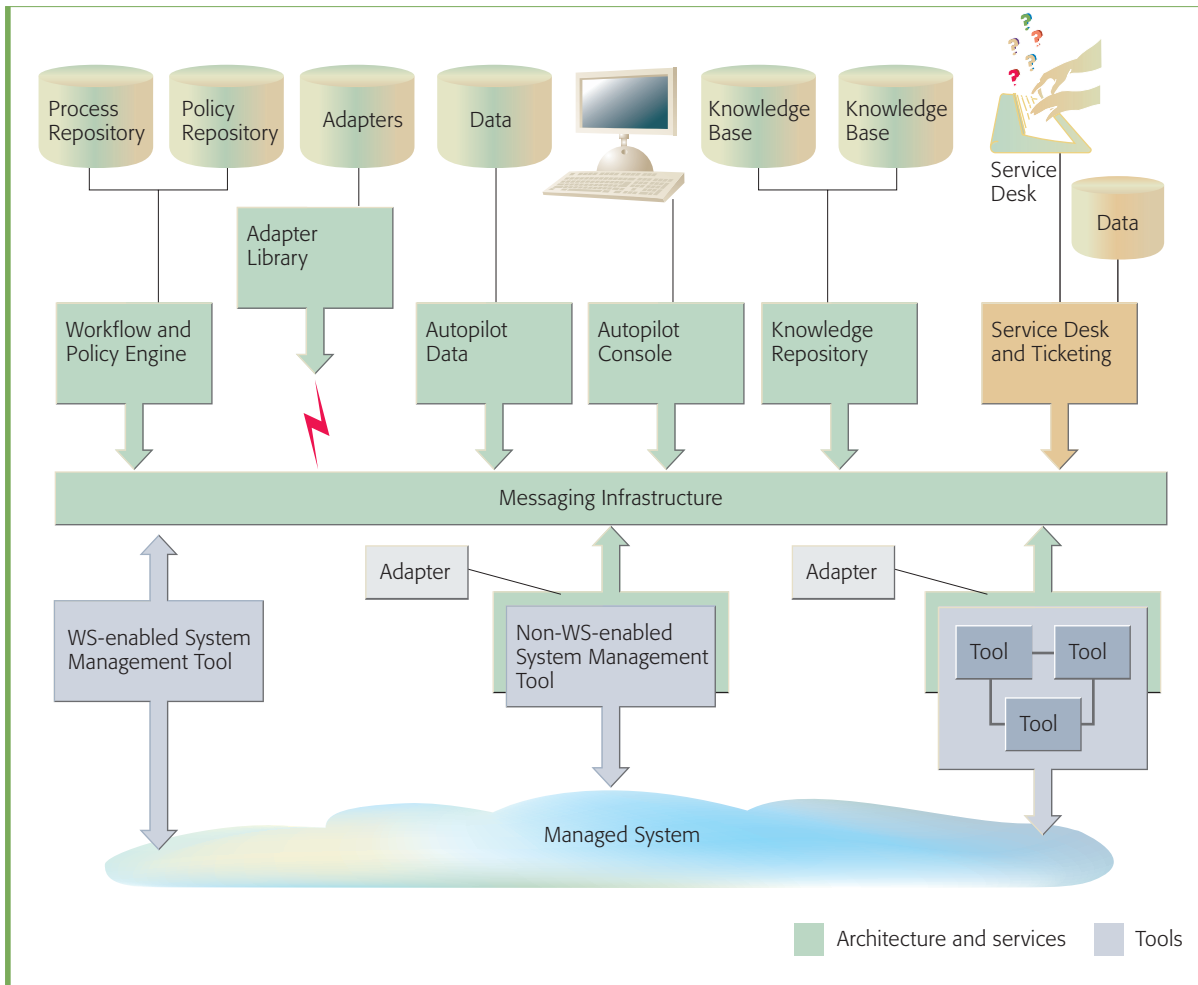 Process
Repository
Policy
Repository
Adapters
Data
Knowledge
Base
Knowledge
Base
Service
Desk
Data
Adapter
Library
Workflow and
Policy Engine
Autopilot
Data
Autopilot
Console
Knowledge
Repository
Service Desk
and Ticketing
Messaging Infrastructure
Adapter
Adapter
WS-enabled System
Management Tool
Non-WS-enabled
System Management
Tool
Tool
Tool
Tool
Managed System
Architecture and services
Tools